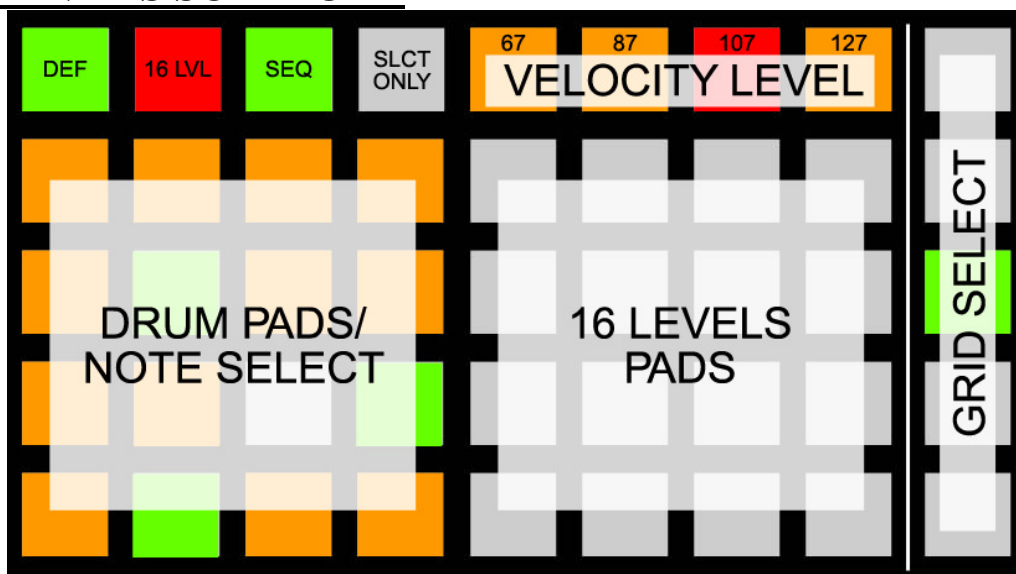 DEF
16 LVL
SEQ
SLCT
ONLY
67 87 107 127
VELOCITY LEVEL
DRUM PADS/
NOTE SELECT
16 LEVELS
PADS
GRID SELECT